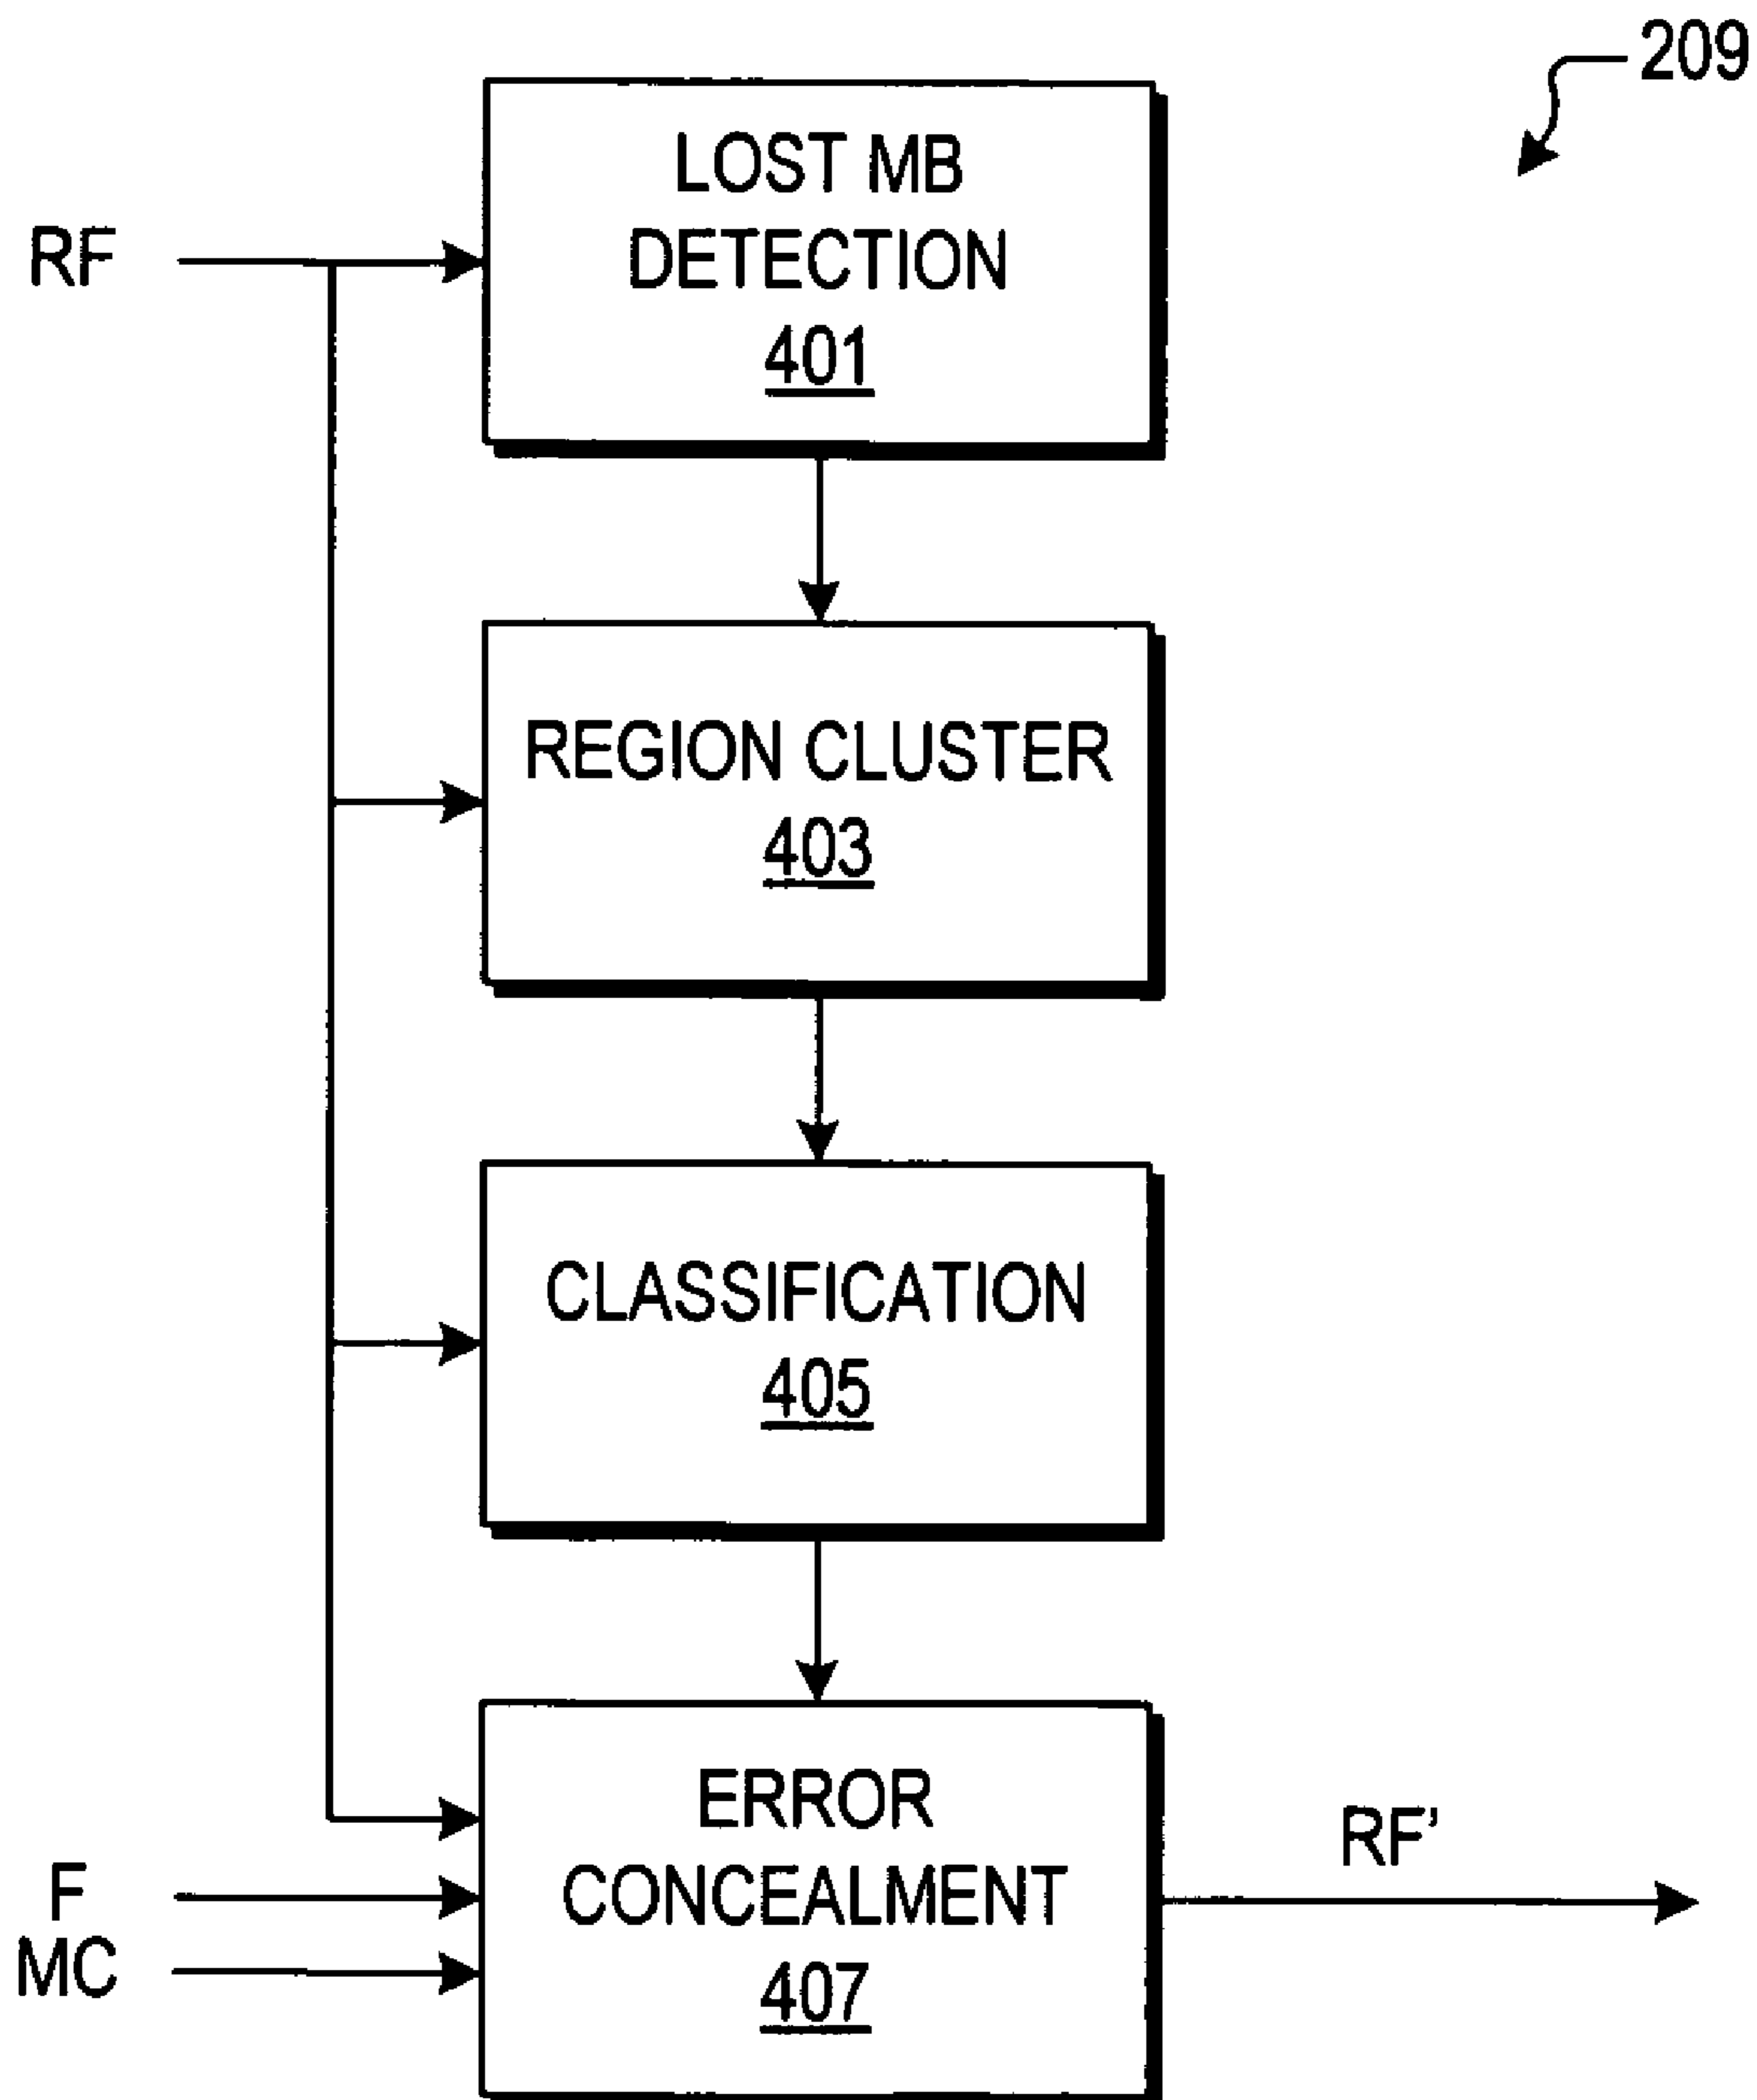 209
LOST MB
DETECTION
401
RF
REGION CLUSTER
403
CLASSIFICATION
405
ERROR
CONCEALMENT
407
F
MC
RF'